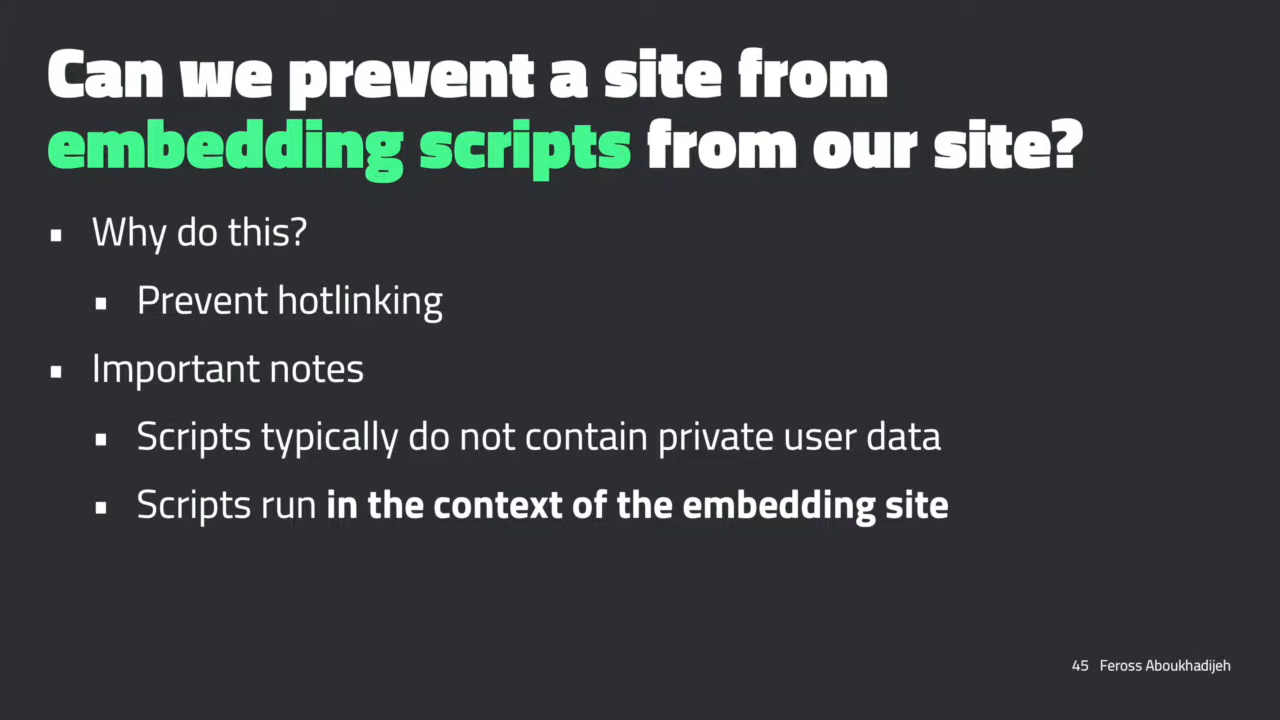 Can we prevent a site from
embedding scripts from our site?
▪ Why do this?
▪ Prevent hotlinking
▪ Important notes
▪ Scripts typically do not contain private user data
▪ Scripts run in the context of the embedding site
45 Feross Aboukhadijeh